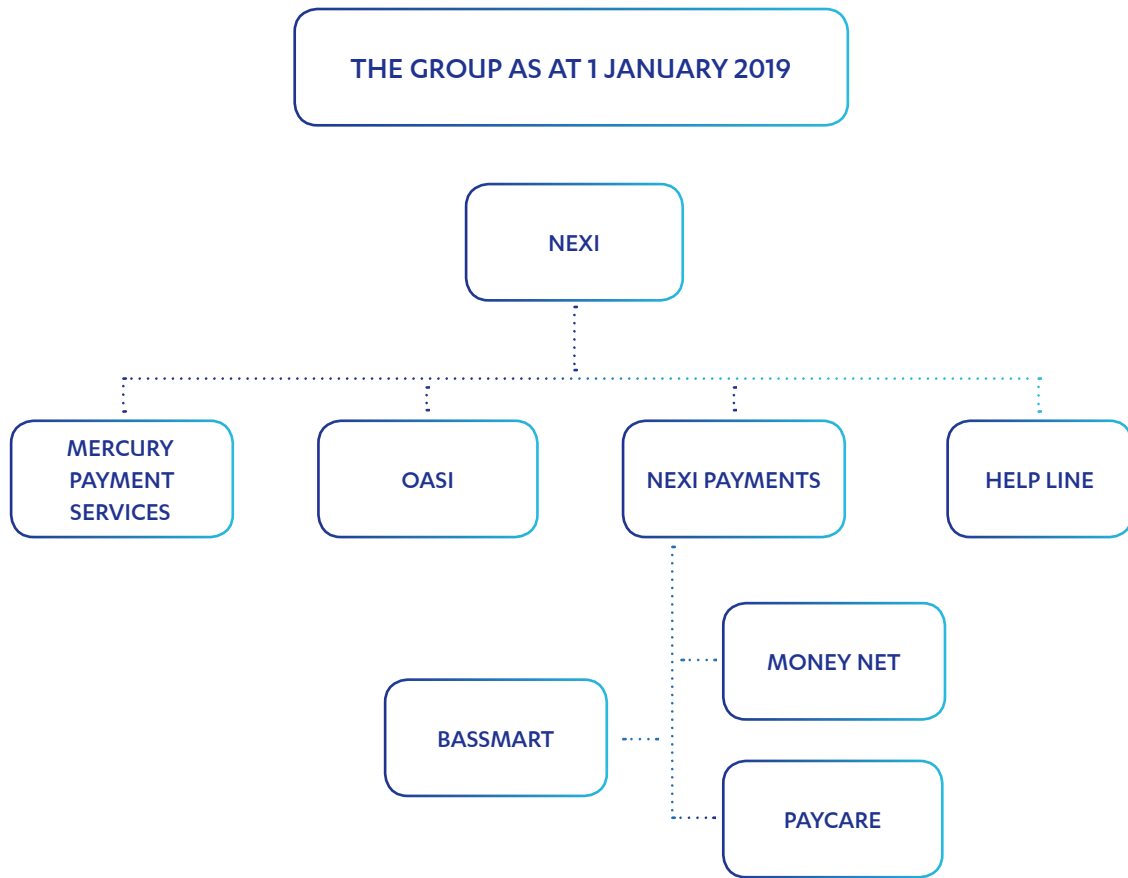 THE GROUP AS AT 1 JANUARY 2019
NEXI
MERCURY
PAYMENT
SERVICES
OASI
NEXI PAYMENTS
HELP LINE
MONEY NET
BASSMART
PAYCARE